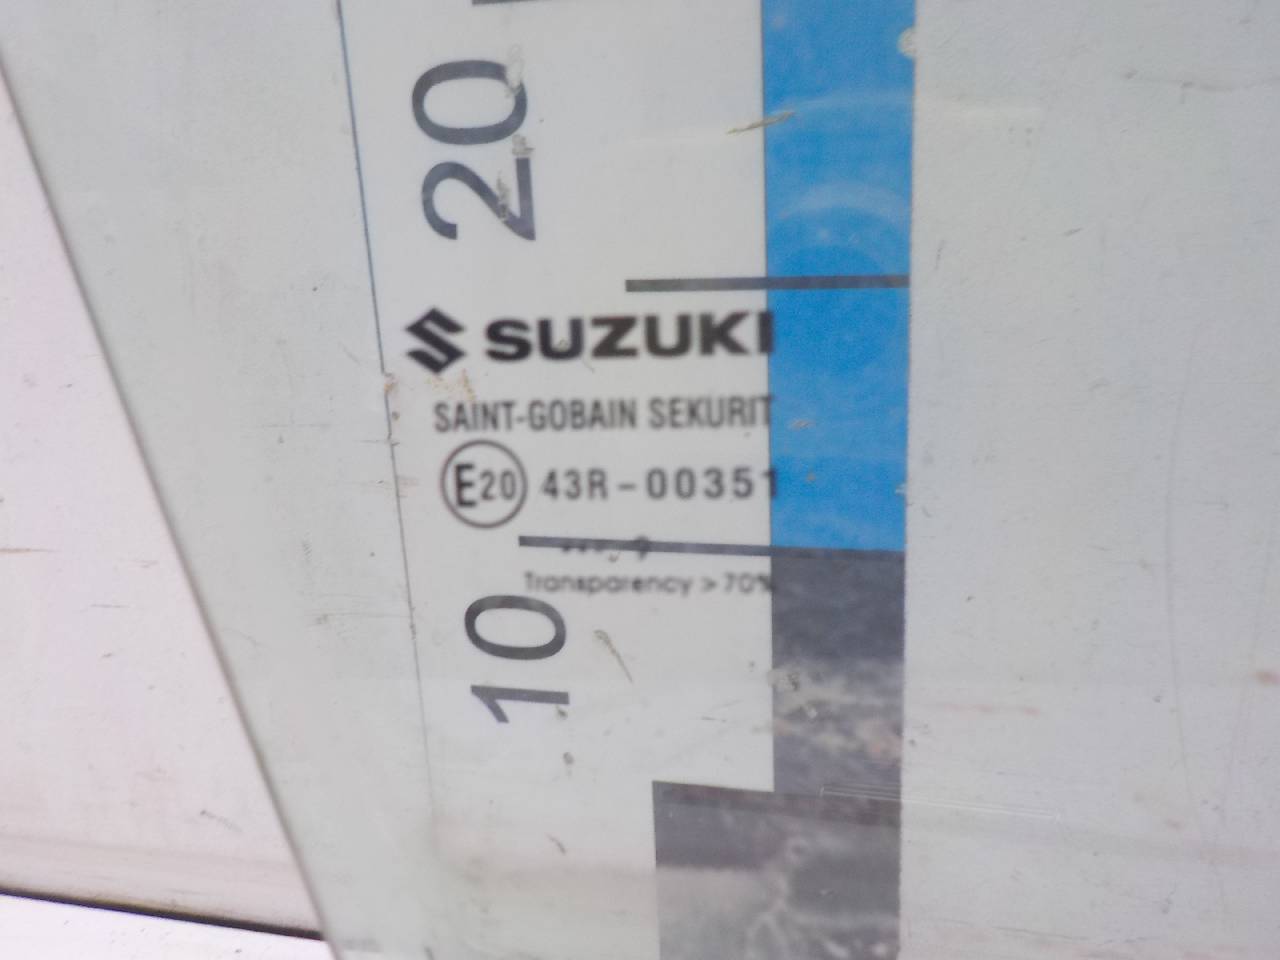 20
SUZUKI
SAINT-GOBAIN SEKURIT
E20 43R-00351
Transparency > 70%
10